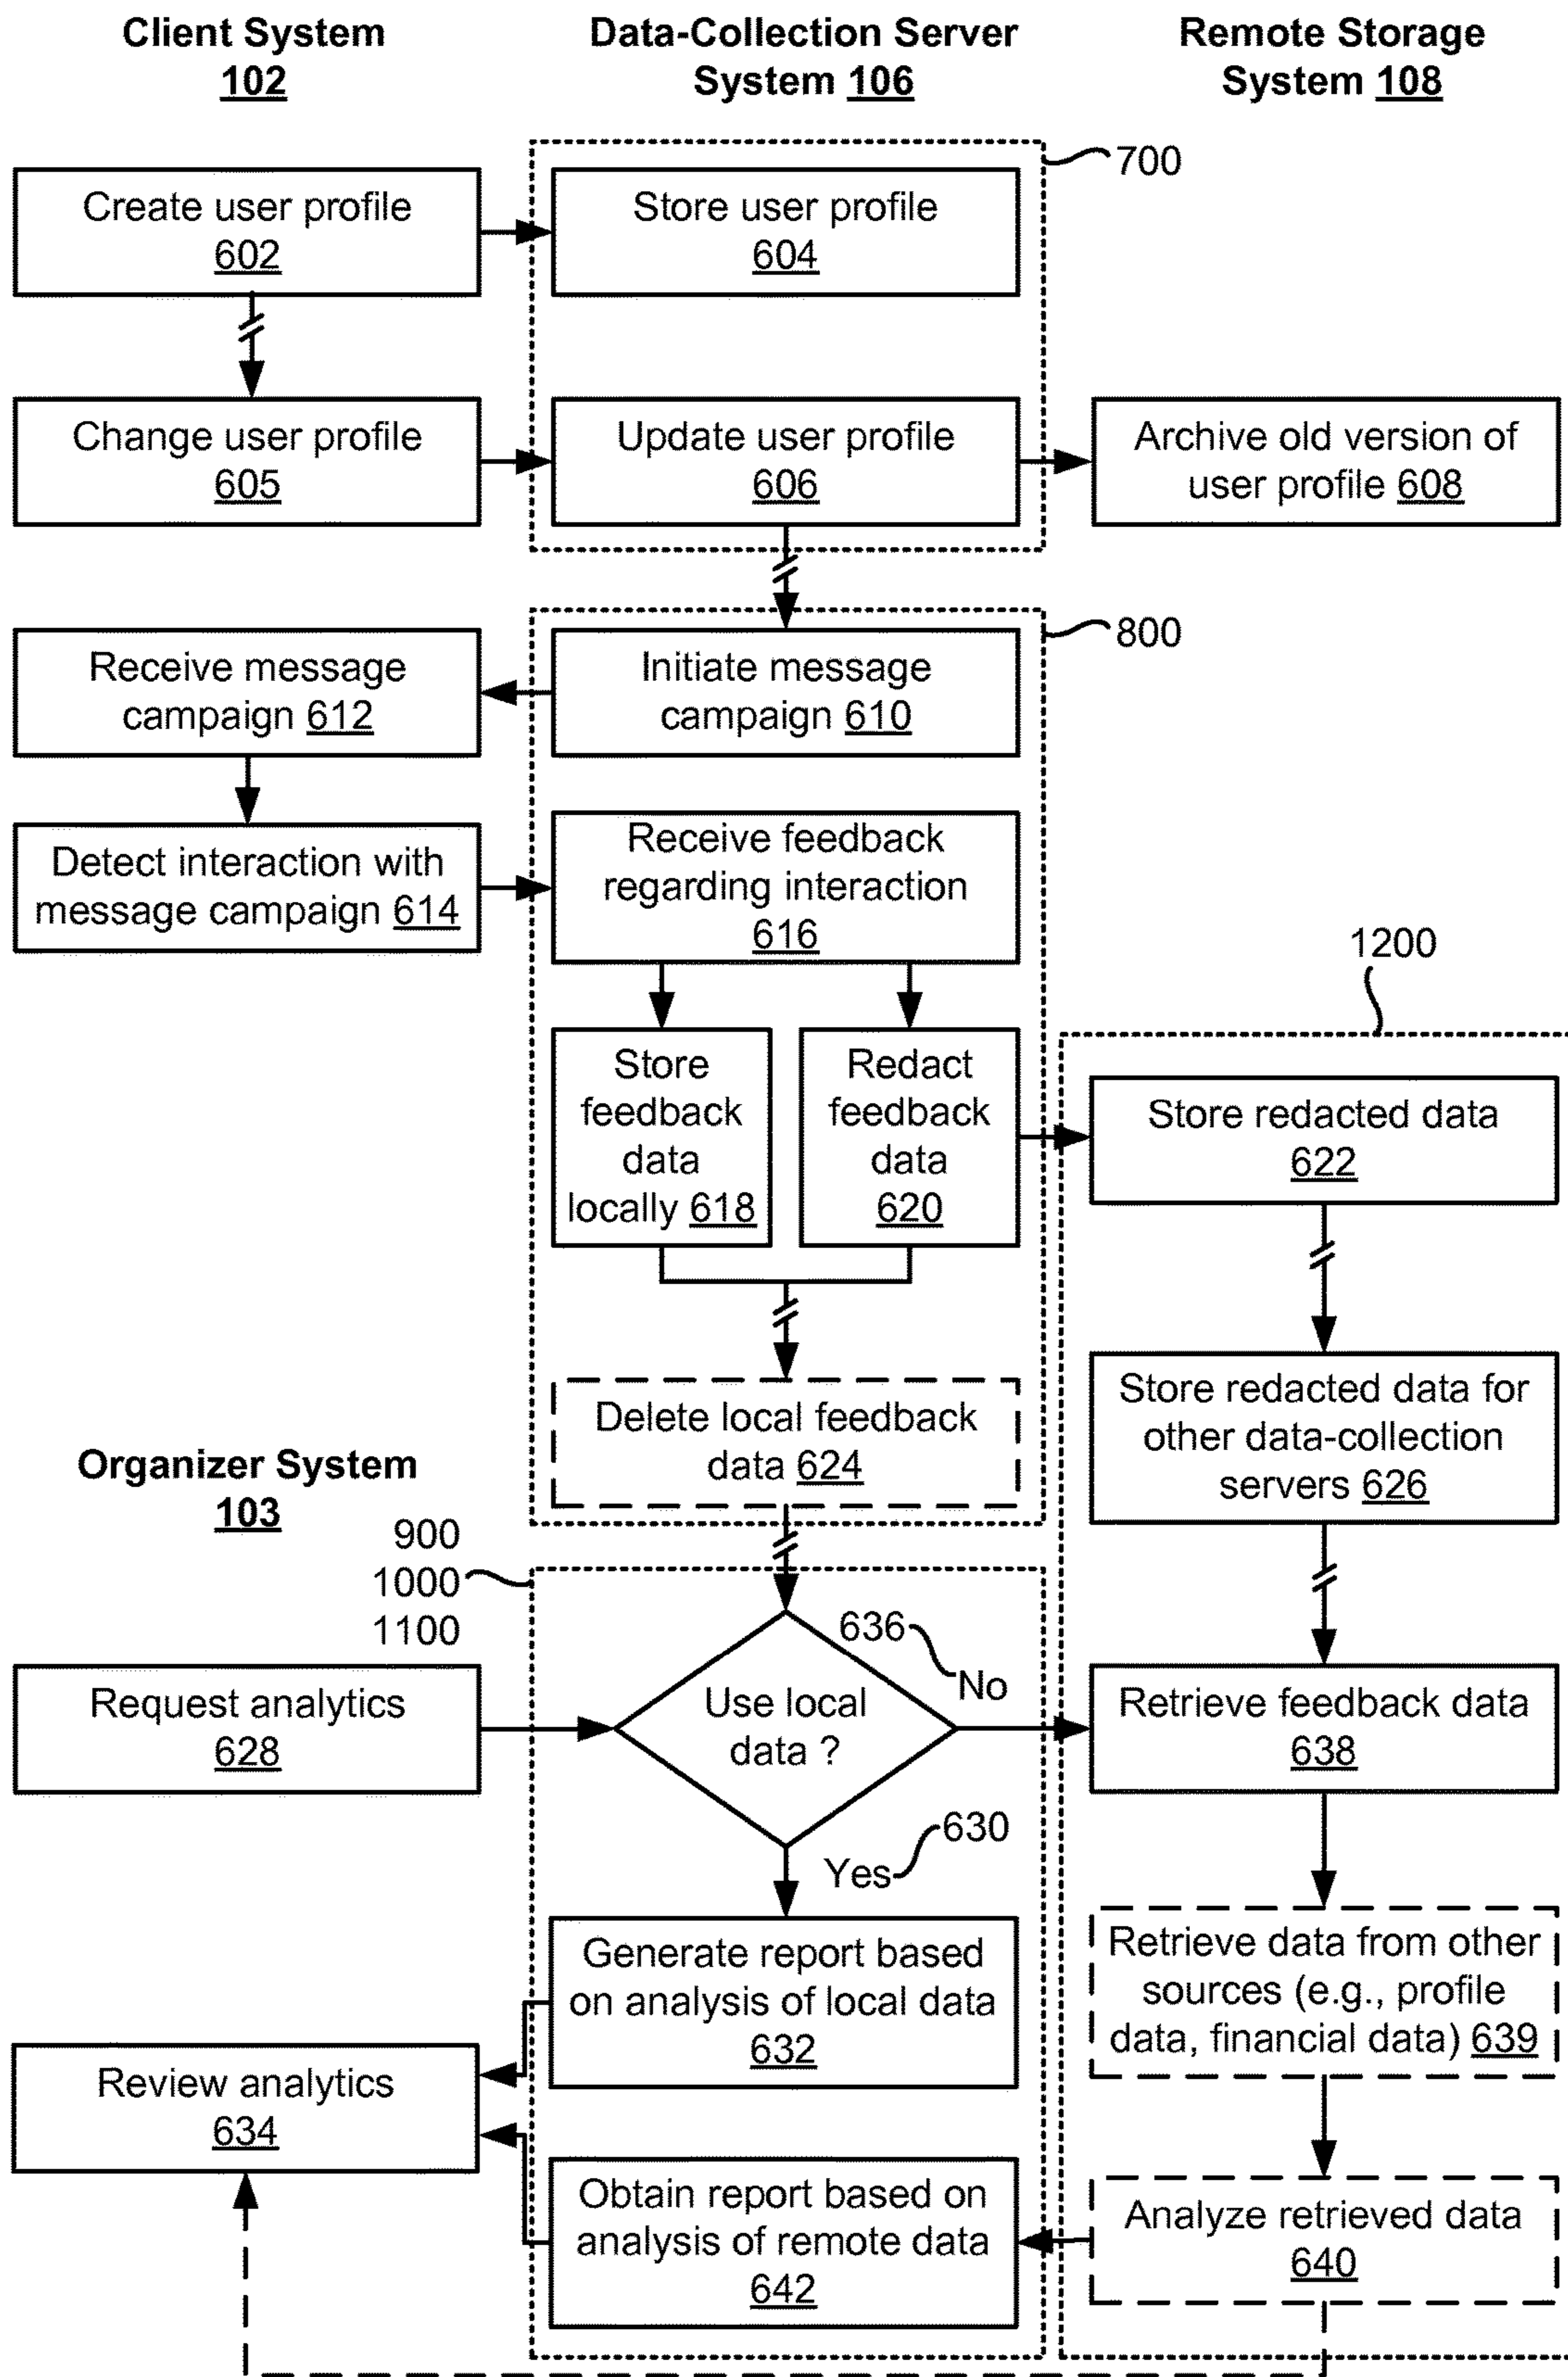 Client System
102
Data-Collection Server
System 106
Remote Storage
System 108
700
Create user profile
602
Store user profile
604
Change user profile
605
Update user profile
606
Archive old version of
user profile 608
800
Receive message
campaign 612
Initiate message
campaign 610
Detect interaction with
message campaign 614
Receive feedback
regarding interaction
616
1200
Store
feedback
data
locally 618
Redact
feedback
data
620
Store redacted data
622
Delete local feedback
data 624
Store redacted data for
other data-collection
servers 626
Organizer System
103
900
1000
1100
636
No
Request analytics
628
Use local
data ?
Retrieve feedback data
638
630
Yes
Generate report based
on analysis of local data
632
Retrieve data from other
sources (e.g., profile
data, financial data) 639
Review analytics
634
Obtain report based on
analysis of remote data
642
Analyze retrieved data
640